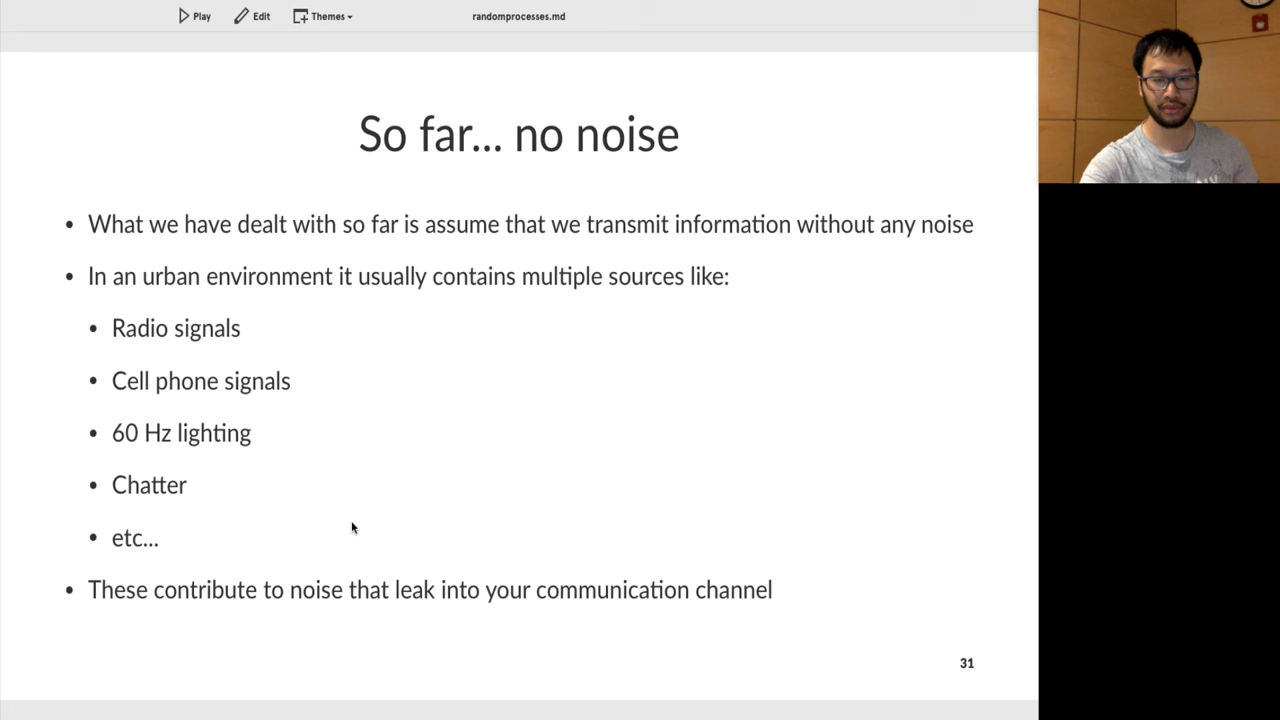 Play Edit Themes randomprocesses.md
So far... no noise
• What we have dealt with so far is assume that we transmit information without any noise
• In an urban environment it usually contains multiple sources like:
• Radio signals
• Cell phone signals
• 60 Hz lighting
• Chatter
• etc...
• These contribute to noise that leak into your communication channel
31